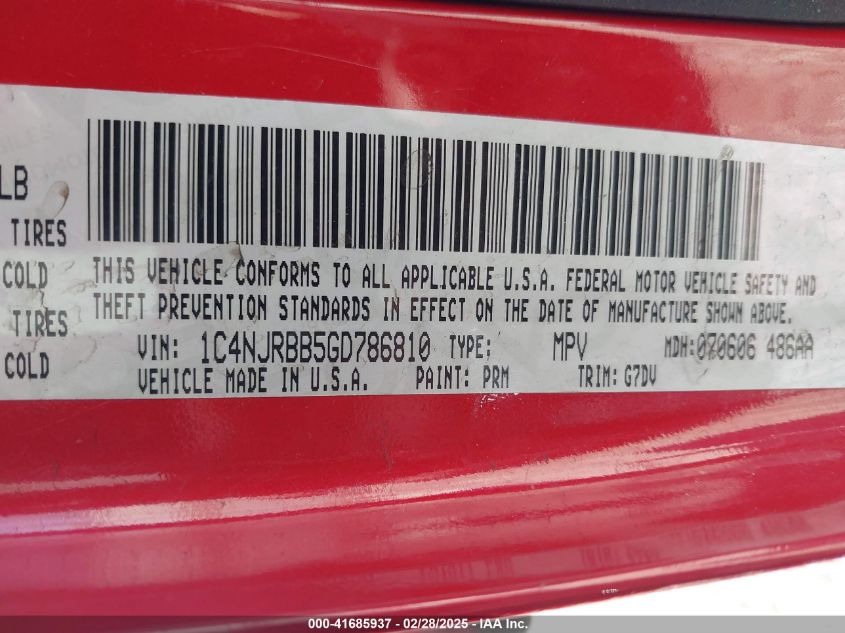 LB
TIRES
COLD
TIRES
COLD
THIS VEHICLE CONFORMS TO ALL APPLICABLE U.S.A. FEDERAL MOTOR VEHICLE SAFETY AND
THEFT PREVENTION STANDARDS IN EFFECT ON THE DATE OF MANUFACTURE SHOWN ABOVE.
VIN: 1C4NJRBB5GD786810 TYPE: MPV MDH: 070606 486AA
VEHICLE MADE IN U.S.A. PAINT: PRM TRIM: G7DV
000-41685937 - 02/28/2025 - IAA Inc.